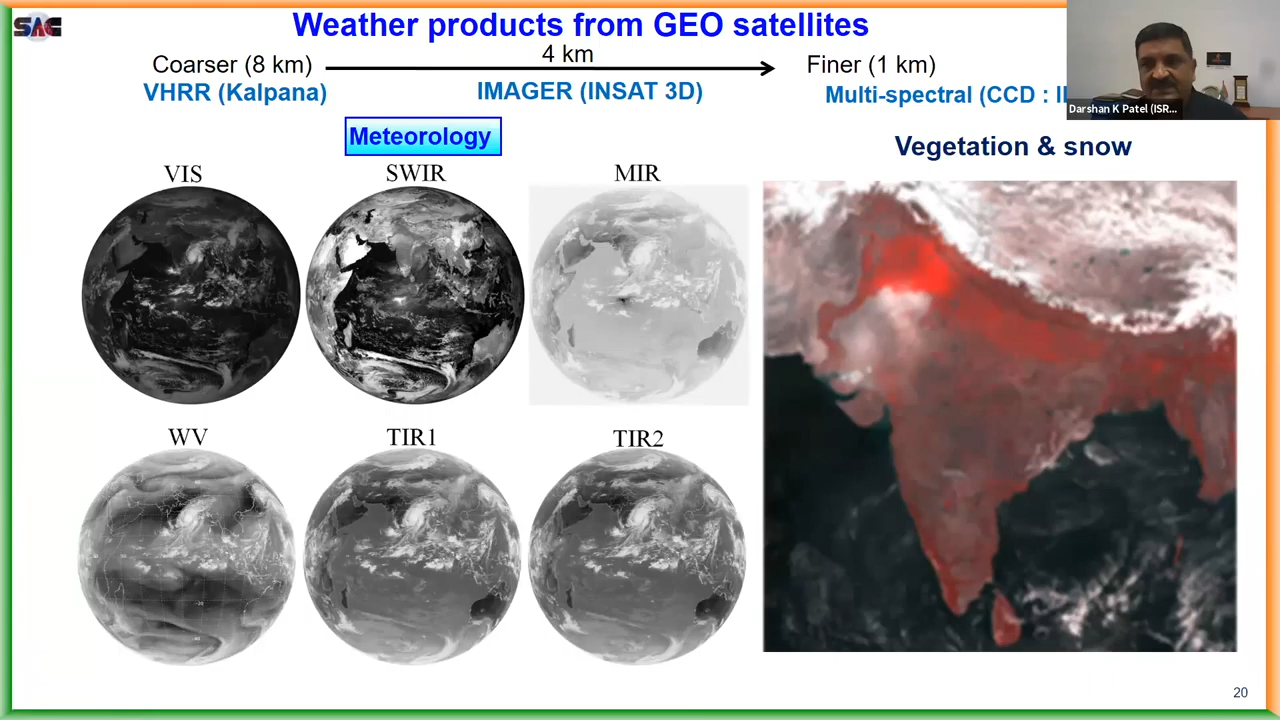 SAC
Weather products from GEO satellites
Coarser (8 km)
4 km
Finer (1 km)
VHRR (Kalpana)
IMAGER (INSAT 3D)
Multi-spectral (CCD :
Darshan K Patel (ISR...
Meteorology
Vegetation & snow
VIS
SWIR
MIR
WV
TIR1
TIR2
20